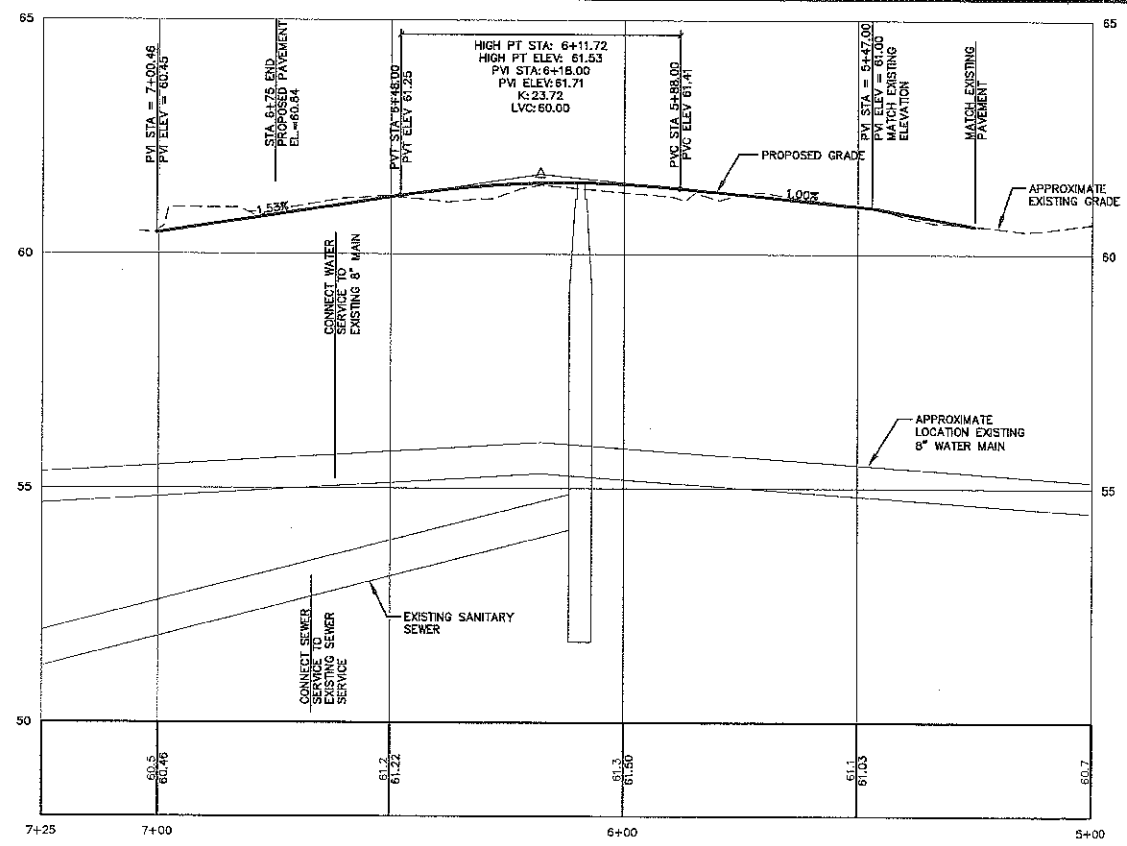 65
65
PVI STA = 7+00.46
PVI ELEV = 60.45
STA 6+75 END
PROPOSED PAVEMENT
EL.=60.84
PVT STA 6+48.00
PVT ELEV 61.25
HIGH PT STA: 6+11.72
HIGH PT ELEV: 61.53
PVI STA:6+18.00
PVI ELEV:61.71
K:23.72
LVC:60.00
PVC STA 5+88.00
PVC ELEV 61.41
PVI STA = 5+47.00
PVI ELEV = 61.00
MATCH EXISTING
ELEVATION
MATCH EXISTING
PAVEMENT
PROPOSED GRADE
1.53%
1.00%
APPROXIMATE
EXISTING GRADE
60
60
CONNECT WATER
SERVICE TO
EXISTING 8" MAIN
APPROXIMATE
LOCATION EXISTING
8" WATER MAIN
55
55
EXISTING SANITARY
SEWER
CONNECT SEWER
SERVICE TO
EXISTING SEWER
SERVICE
50
60.5
60.46
61.2
61.22
61.3
61.50
61.1
61.03
60.7
7+25
7+00
6+00
5+00